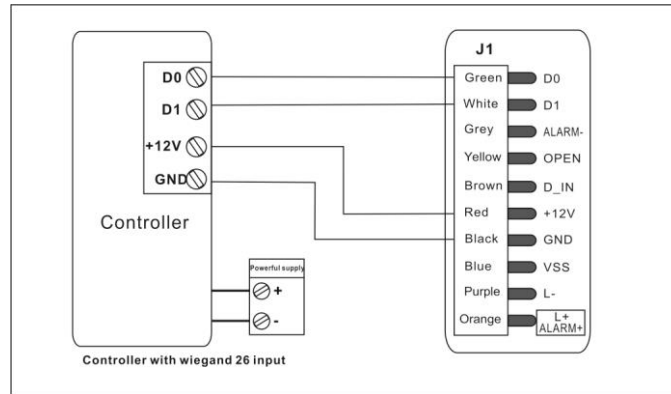 J1
D0
D1
+12V
GND
Controller
Powerful supply
+
-
Controller with wiegand 26 input
Green D0
White D1
Grey ALARM-
Yellow OPEN
Brown D_IN
Red +12V
Black GND
Blue VSS
Purple L-
Orange L+
ALARM+